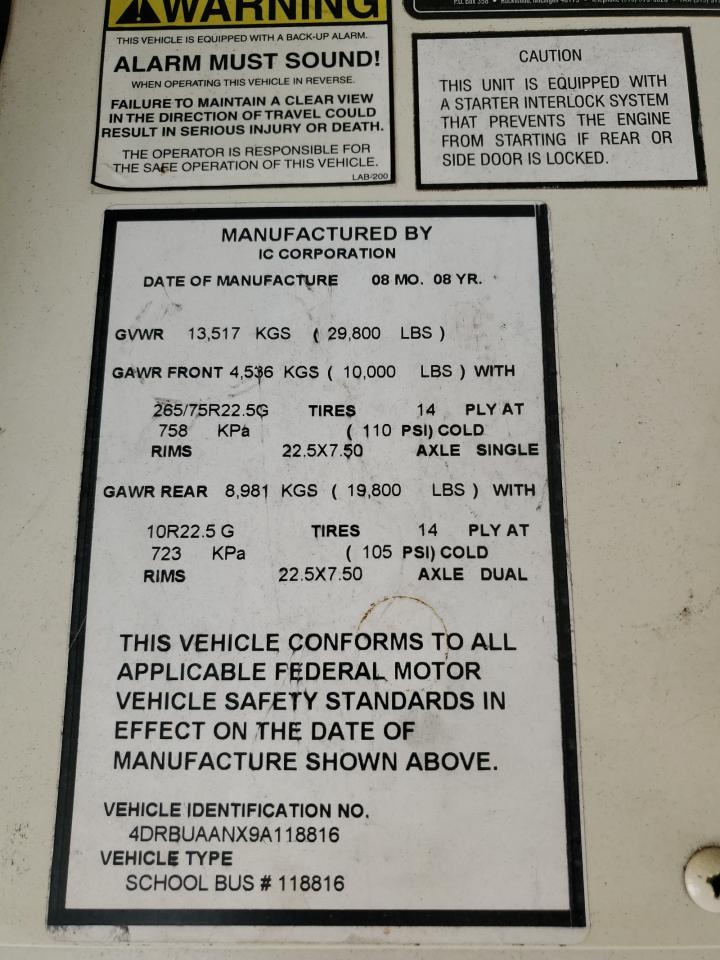 WARNING
THIS VEHICLE IS EQUIPPED WITH A BACK-UP ALARM.
ALARM MUST SOUND!
WHEN OPERATING THIS VEHICLE IN REVERSE.
FAILURE TO MAINTAIN A CLEAR VIEW
IN THE DIRECTION OF TRAVEL COULD
RESULT IN SERIOUS INJURY OR DEATH.
THE OPERATOR IS RESPONSIBLE FOR
THE SAFE OPERATION OF THIS VEHICLE.
LAB-200
CAUTION
THIS UNIT IS EQUIPPED WITH
A STARTER INTERLOCK SYSTEM
THAT PREVENTS THE ENGINE
FROM STARTING IF REAR OR
SIDE DOOR IS LOCKED.
MANUFACTURED BY
IC CORPORATION
DATE OF MANUFACTURE 08 MO. 08 YR.
GVWR 13,517 KGS ( 29,800 LBS )
GAWR FRONT 4,536 KGS ( 10,000 LBS ) WITH
265/75R22.5G TIRES 14 PLY AT
758 KPa ( 110 PSI) COLD
RIMS 22.5X7.50 AXLE SINGLE
GAWR REAR 8,981 KGS ( 19,800 LBS ) WITH
10R22.5 G TIRES 14 PLY AT
723 KPa ( 105 PSI) COLD
RIMS 22.5X7.50 AXLE DUAL
THIS VEHICLE CONFORMS TO ALL
APPLICABLE FEDERAL MOTOR
VEHICLE SAFETY STANDARDS IN
EFFECT ON THE DATE OF
MANUFACTURE SHOWN ABOVE.
VEHICLE IDENTIFICATION NO.
4DRBUAANX9A118816
VEHICLE TYPE
SCHOOL BUS # 118816